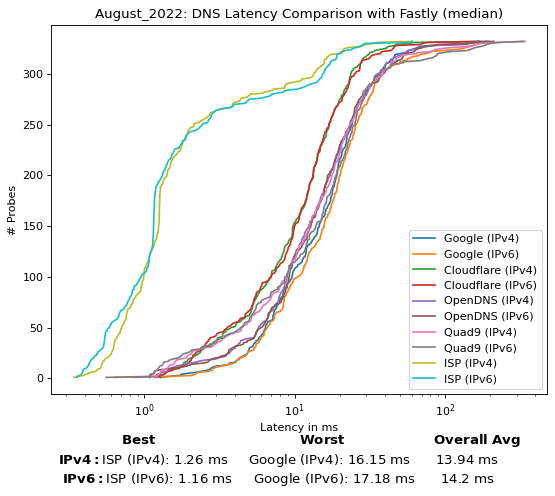 August_2022: DNS Latency Comparison with Fastly (median)
# Probes
300
250
200
150
100
50
0
Google (IPv4)
Google (IPv6)
Cloudflare (IPv4)
Cloudflare (IPv6)
OpenDNS (IPv4)
OpenDNS (IPv6)
Quad9 (IPv4)
Quad9 (IPv6)
ISP (IPv4)
ISP (IPv6)
10⁰ 10¹ 10²
Latency in ms
Best Worst Overall Avg
IPv4: ISP (IPv4): 1.26 ms Google (IPv4): 16.15 ms 13.94 ms
IPv6: ISP (IPv6): 1.16 ms Google (IPv6): 17.18 ms 14.2 ms